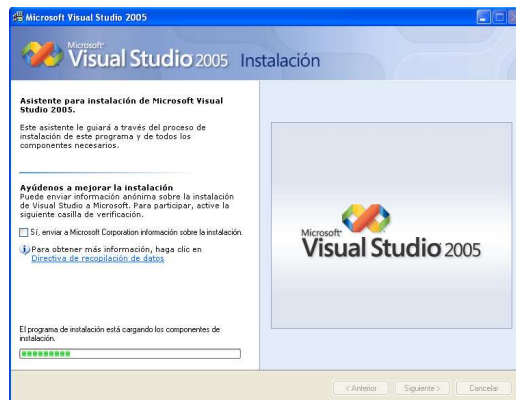 Microsoft Visual Studio 2005
Microsoft
Visual Studio 2005 Instalación
Asistente para instalación de Microsoft Visual
Studio 2005.
Este asistente le guiará a través del proceso de
instalación de este programa y de todos los
componentes necesarios.
Ayúdenos a mejorar la instalación
Puede enviar información anónima sobre la instalación
de Visual Studio a Microsoft. Para participar, active la
siguiente casilla de verificación.
Sí, enviar a Microsoft Corporation información sobre la instalación.
Para obtener más información, haga clic en
Directiva de recopilación de datos
El programa de instalación está cargando los componentes de
instalación.
Microsoft
Visual Studio 2005
< Anterior Siguiente > Cancelar